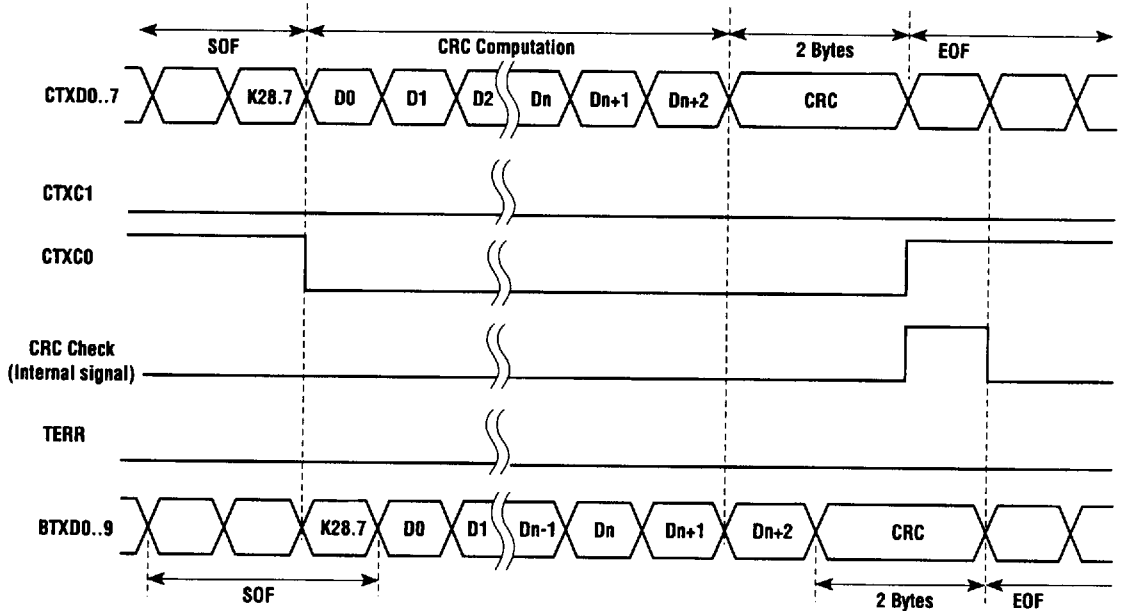 SOF
CRC Computation
2 Bytes
EOF
CTXD0..7
K28.7
D0
D1
D2
Dn
Dn+1
Dn+2
CRC
CTXC1
CTXC0
CRC Check
(Internal signal)
TERR
BTXD0..9
K28.7
D0
D1
Dn-1
Dn
Dn+1
Dn+2
CRC
SOF
2 Bytes
EOF